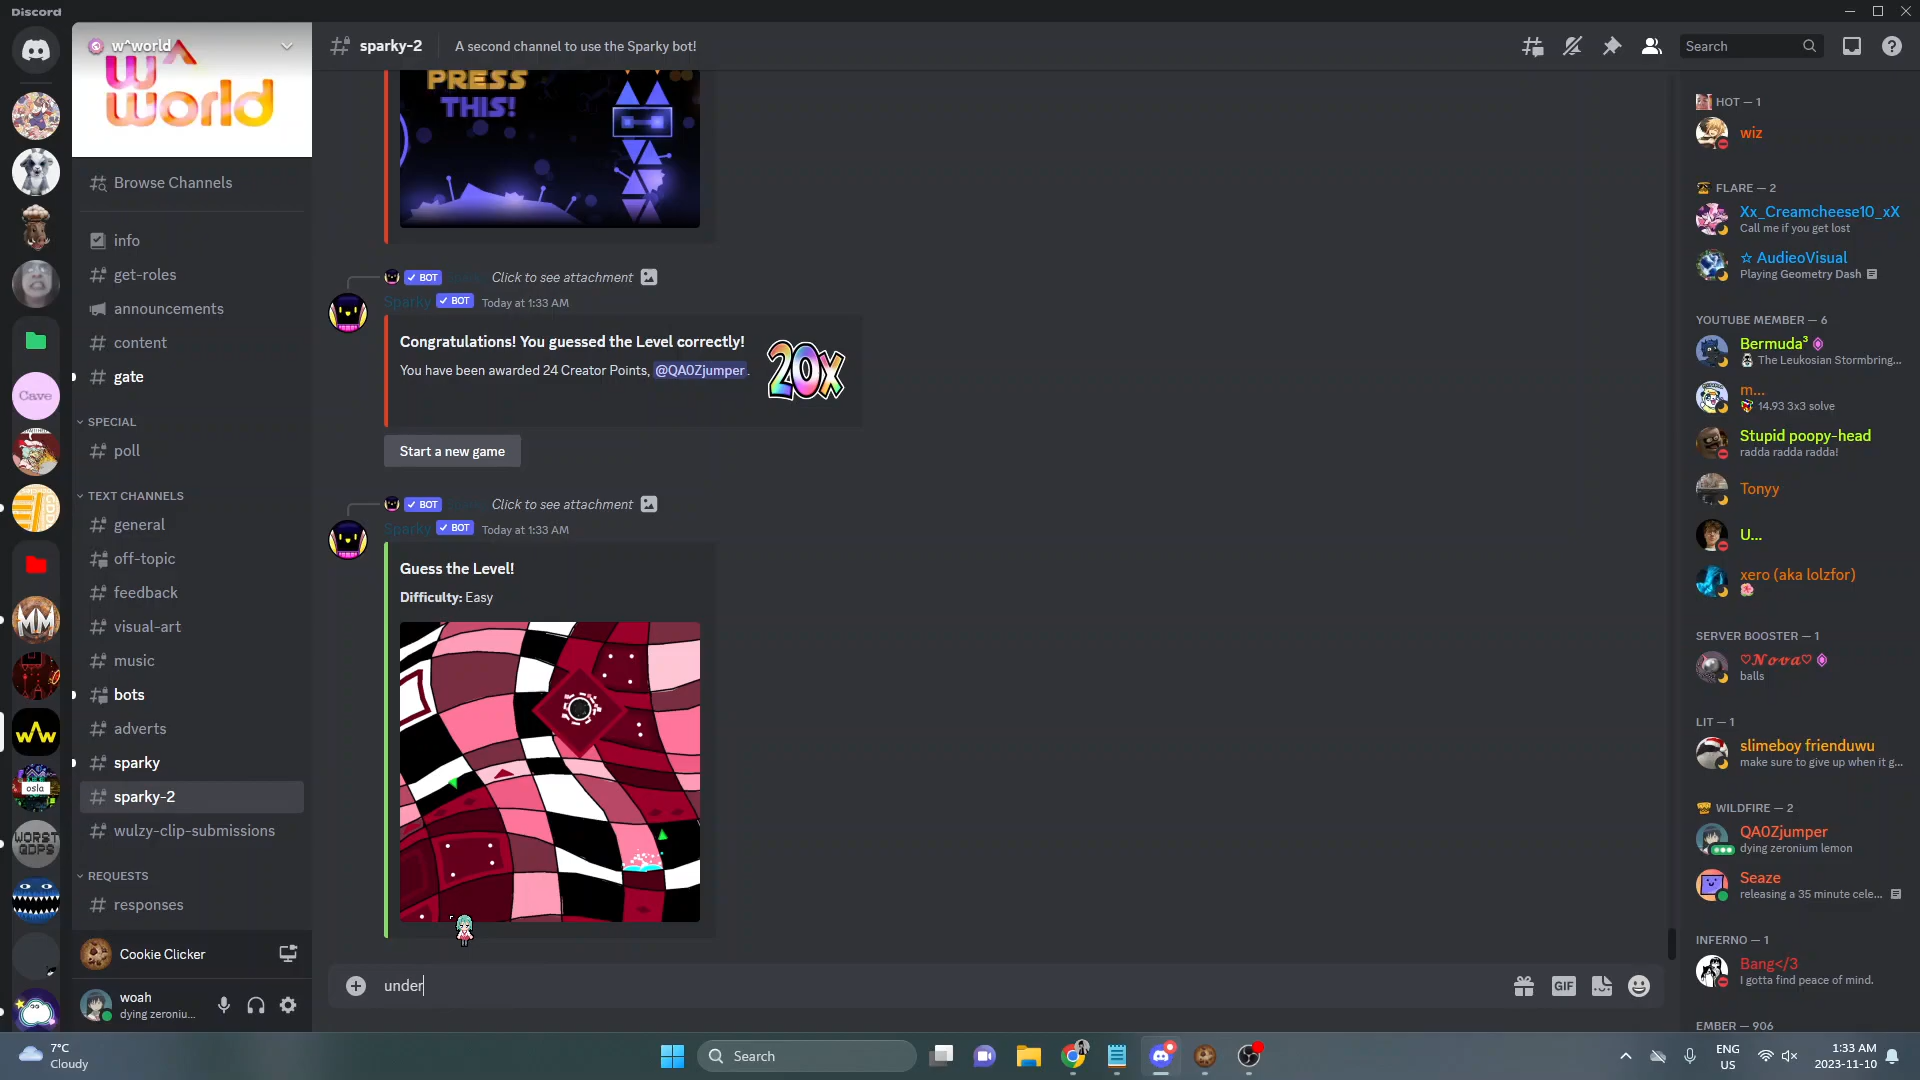 Discord
w^world
w^
world
Browse Channels
info
get-roles
announcements
content
gate
SPECIAL
poll
TEXT CHANNELS
general
off-topic
feedback
visual-art
music
bots
adverts
sparky
sparky-2
wulzy-clip-submissions
REQUESTS
responses
Cave
MM
osla
WORST
GDPS
Cookie Clicker
woah
dying zeroniu...
sparky-2
A second channel to use the Sparky bot!
Search
PRESS
THIS!
BOT Click to see attachment
Sparky BOT Today at 1:33 AM
Congratulations! You guessed the Level correctly!
You have been awarded 24 Creator Points, @QA0Zjumper.
20X
Start a new game
BOT Click to see attachment
Sparky BOT Today at 1:33 AM
Guess the Level!
Difficulty: Easy
under
GIF
HOT — 1
wiz
FLARE — 2
Xx_Creamcheese10_xX
Call me if you get lost
☆ AudieoVisual
Playing Geometry Dash
YOUTUBE MEMBER — 6
Bermuda³
The Leukosian Stormbring...
m...
14.93 3x3 solve
Stupid poopy-head
radda radda radda!
Tonyy
U...
xero (aka lolzfor)
SERVER BOOSTER — 1
♡𝓝𝓸𝓿𝓪♡
balls
LIT — 1
slimeboy frienduwu
make sure to give up when it g...
WILDFIRE — 2
QA0Zjumper
dying zeronium lemon
Seaze
releasing a 35 minute cele...
INFERNO — 1
Bang</3
I gotta find peace of mind.
EMBER — 906
7°C
Cloudy
Search
ENG
US
1:33 AM
2023-11-10